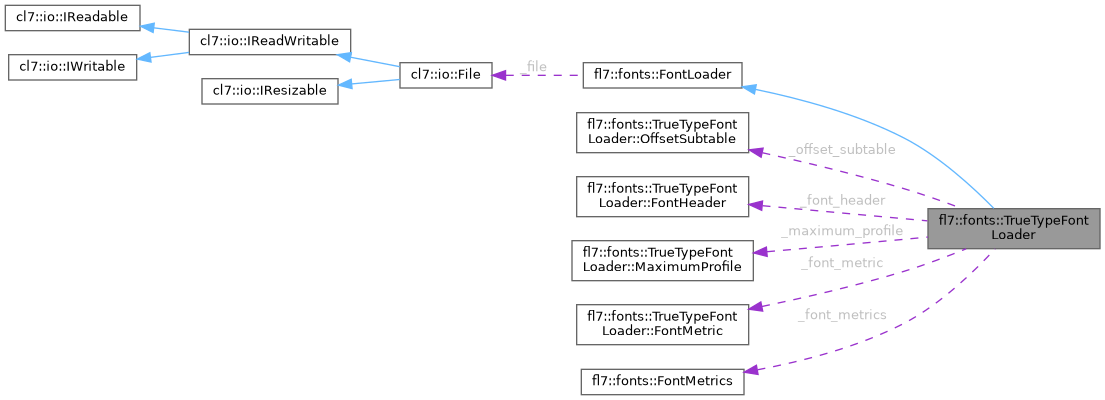 cl7::io::IReadable
cl7::io::IReadWritable
cl7::io::IWritable
cl7::io::File
_file
fl7::fonts::FontLoader
cl7::io::IResizable
fl7::fonts::TrueTypeFont
Loader::OffsetSubtable
_offset_subtable
fl7::fonts::TrueTypeFont
Loader::FontHeader
_font_header
fl7::fonts::TrueTypeFont
Loader
_maximum_profile
fl7::fonts::TrueTypeFont
Loader::MaximumProfile
_font_metric
fl7::fonts::TrueTypeFont
Loader::FontMetric
_font_metrics
fl7::fonts::FontMetrics